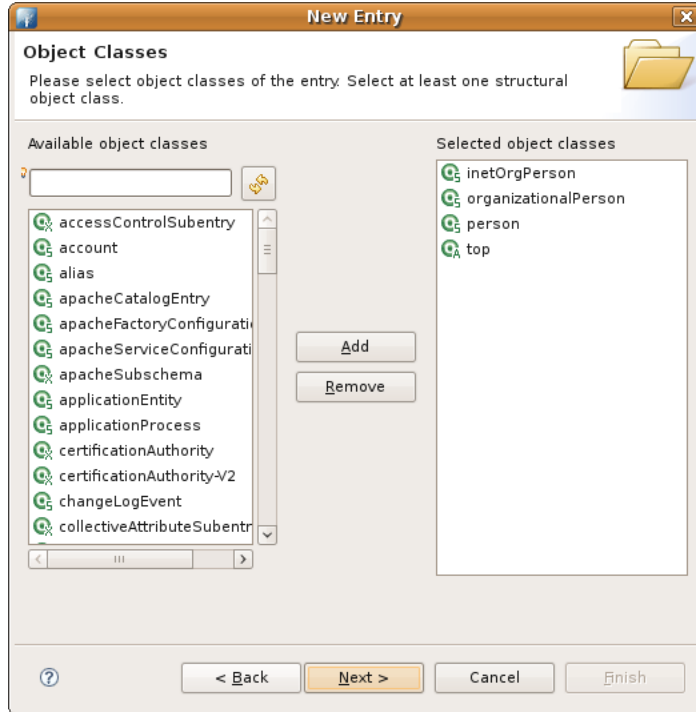 New Entry
Object Classes
Please select object classes of the entry. Select at least one structural
object class.
Available object classes
Selected object classes
accessControlSubentry
account
alias
apacheCatalogEntry
apacheFactoryConfigurati
apacheServiceConfigurati
apacheSubschema
applicationEntity
applicationProcess
certificationAuthority
certificationAuthority-V2
changeLogEvent
collectiveAttributeSubentr
Add
Remove
inetOrgPerson
organizationalPerson
person
top
< Back
Next >
Cancel
Finish